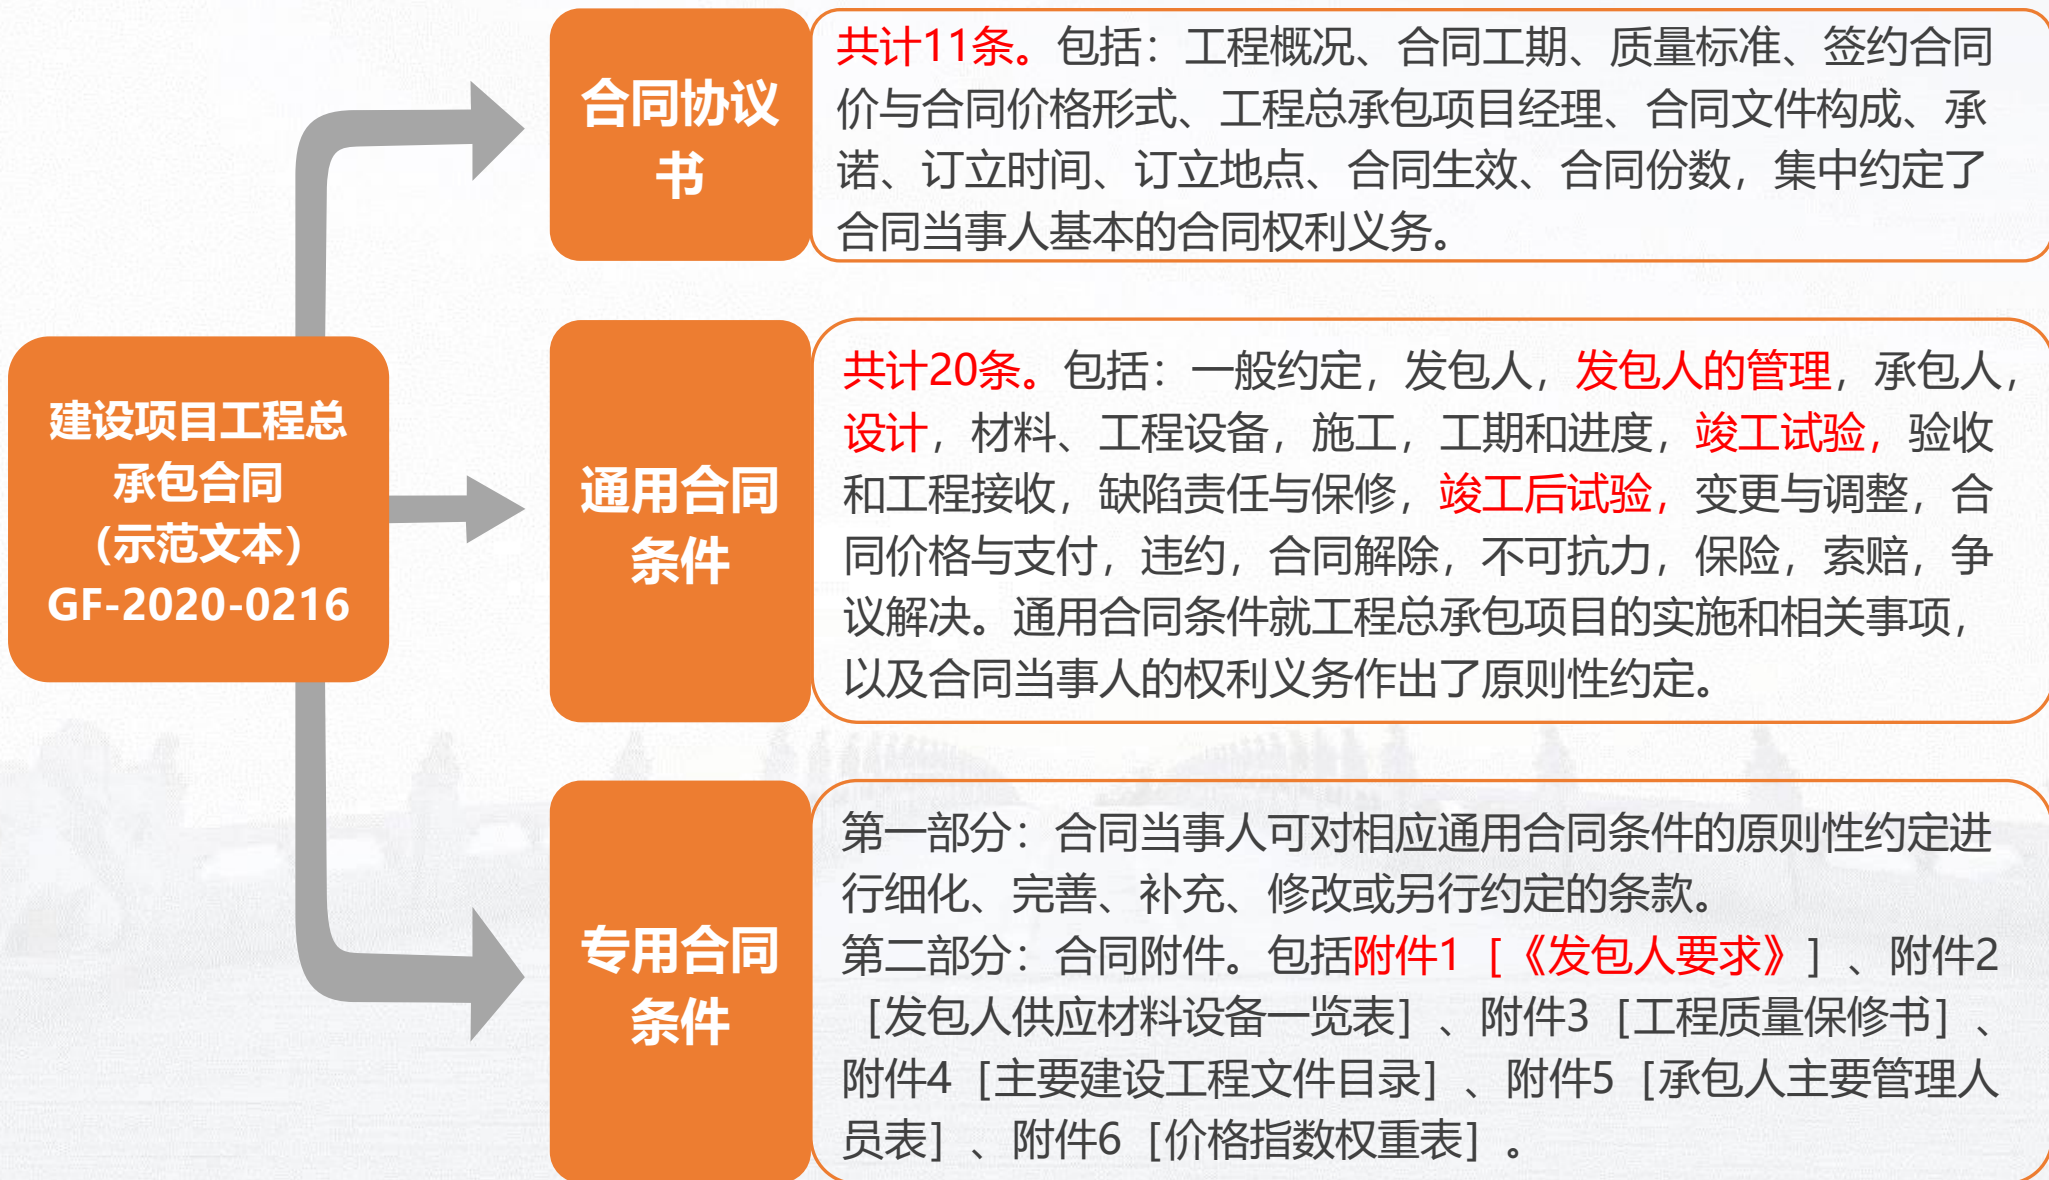 合同协议
书
共计11条。包括：工程概况、合同工期、质量标准、签约合同
价与合同价格形式、工程总承包项目经理、合同文件构成、承
诺、订立时间、订立地点、合同生效、合同份数，集中约定了
合同当事人基本的合同权利义务。
建设项目工程总
承包合同
（示范文本）
GF-2020-0216
通用合同
条件
共计20条。包括：一般约定，发包人，发包人的管理，承包人，
设计，材料、工程设备，施工，工期和进度，竣工试验，验收
和工程接收，缺陷责任与保修，竣工后试验，变更与调整，合
同价格与支付，违约，合同解除，不可抗力，保险，索赔，争
议解决。通用合同条件就工程总承包项目的实施和相关事项，
以及合同当事人的权利义务作出了原则性约定。
专用合同
条件
第一部分：合同当事人可对相应通用合同条件的原则性约定进
行细化、完善、补充、修改或另行约定的条款。
第二部分：合同附件。包括附件1［《发包人要求》］、附件2
［发包人供应材料设备一览表］、附件3［工程质量保修书］、
附件4［主要建设工程文件目录］、附件5［承包人主要管理人
员表］、附件6［价格指数权重表］。